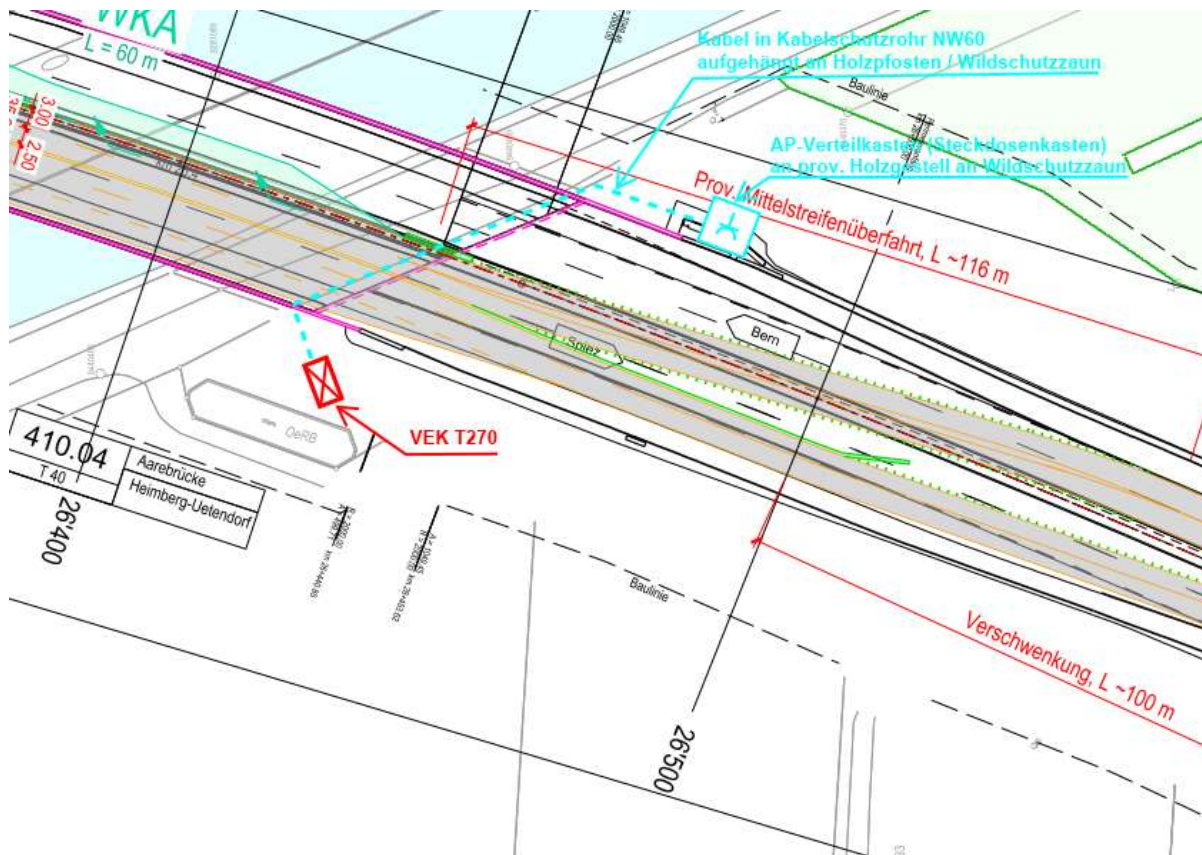 WKA
L = 60 m
3.00
2.50
Kabel in Kabelschutzrohr NW60
aufgehängt an Holzpfosten / Wildschutzzaun
Baulinie
AP-Verteilkasten (Steckdosenkasten)
an prov. Holzgestell an Wildschutzzaun
Prov. Mittelstreifenüberfahrt, L ~116 m
Bern
Spiez
VEK T270
OeRB
410.04
T 40
Aarebrücke
Heimberg-Uetendorf
26'400
Baulinie
26'500
Verschwenkung, L ~100 m